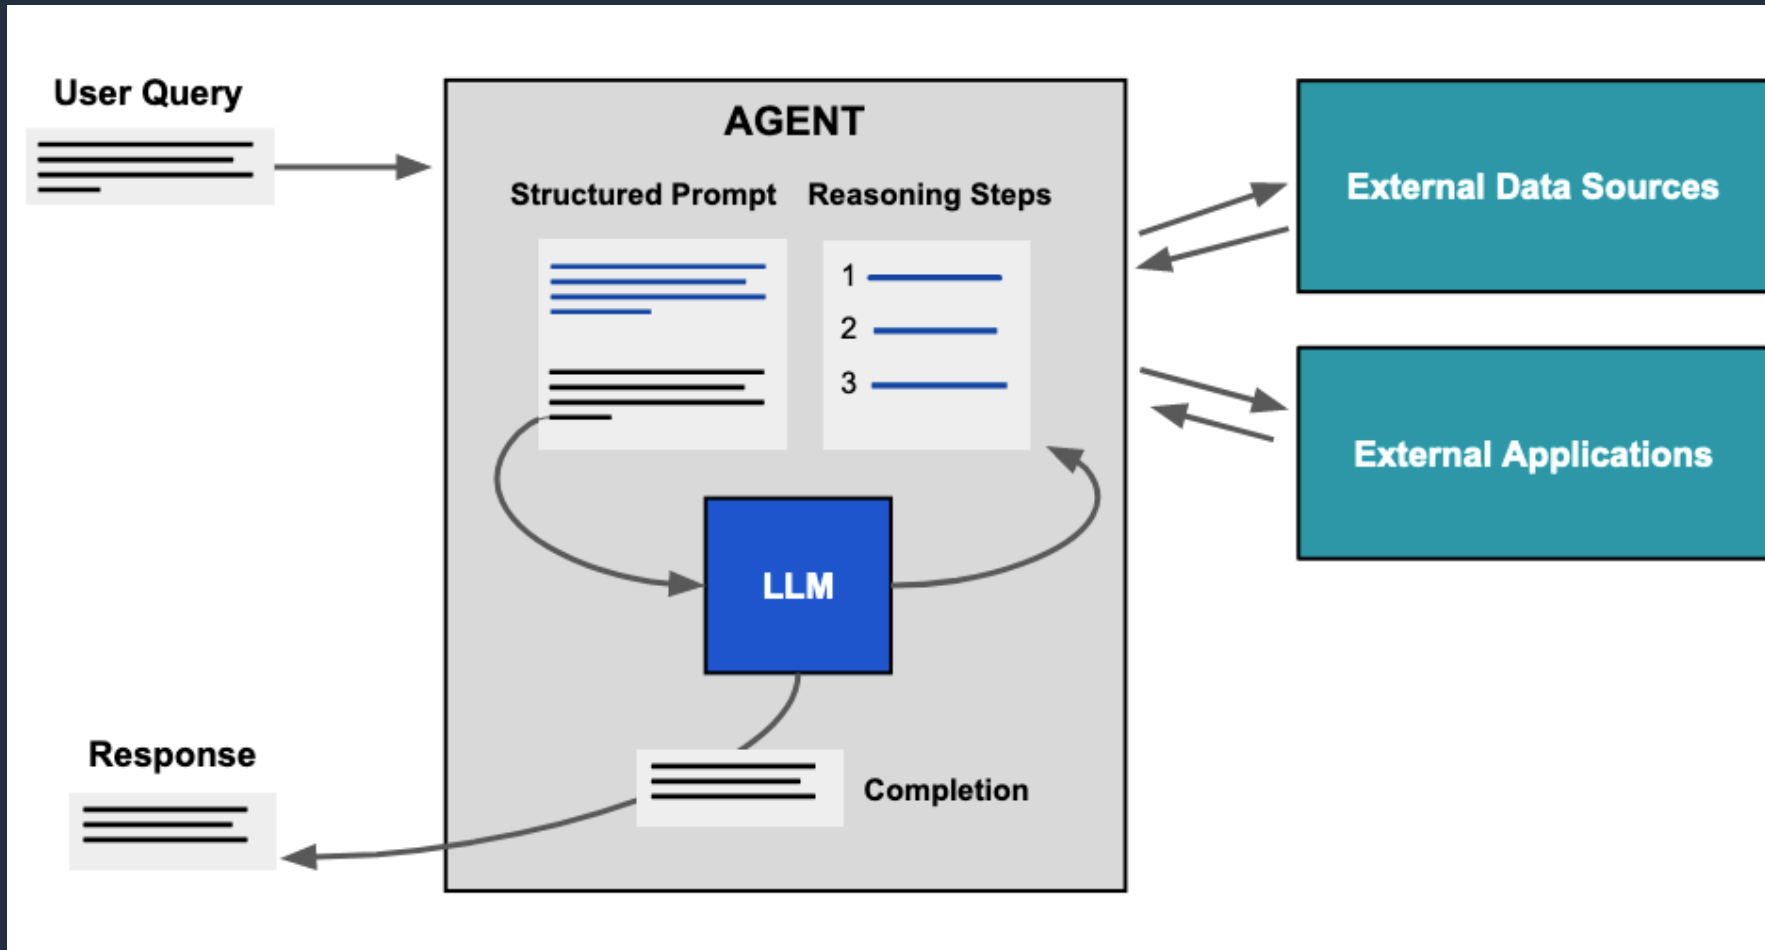 User Query
AGENT
Structured Prompt
Reasoning Steps
1
2
3
External Data Sources
External Applications
LLM
Completion
Response